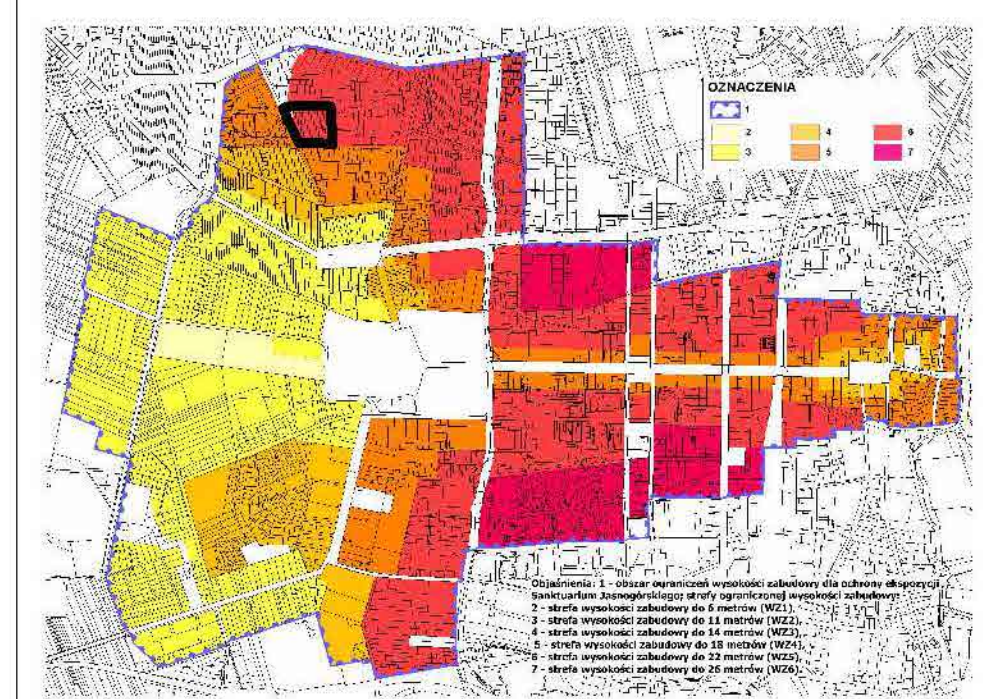 OZNACZENIA
1
2 4 6
3 5 7
Objaśnienia: 1 - obszar ograniczeń wysokości zabudowy dla ochrony ekspozycji
Sanktuarium Jasnogórskiego; strefy ograniczonej wysokości zabudowy:
2 - strefa wysokości zabudowy do 6 metrów (WZ1),
3 - strefa wysokości zabudowy do 11 metrów (WZ2),
4 - strefa wysokości zabudowy do 14 metrów (WZ3),
5 - strefa wysokości zabudowy do 18 metrów (WZ4),
6 - strefa wysokości zabudowy do 22 metrów (WZ5),
7 - strefa wysokości zabudowy do 26 metrów (WZ6).